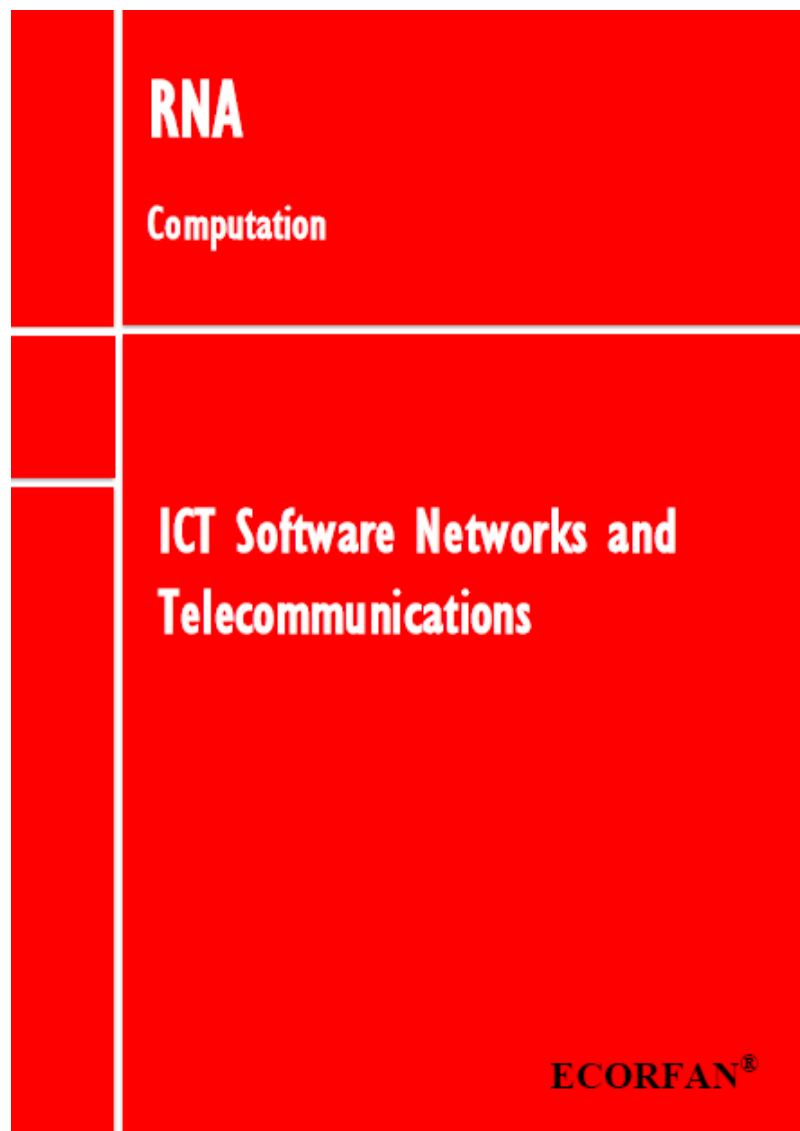 RNA
Computation
ICT Software Networks and
Telecommunications
ECORFAN®